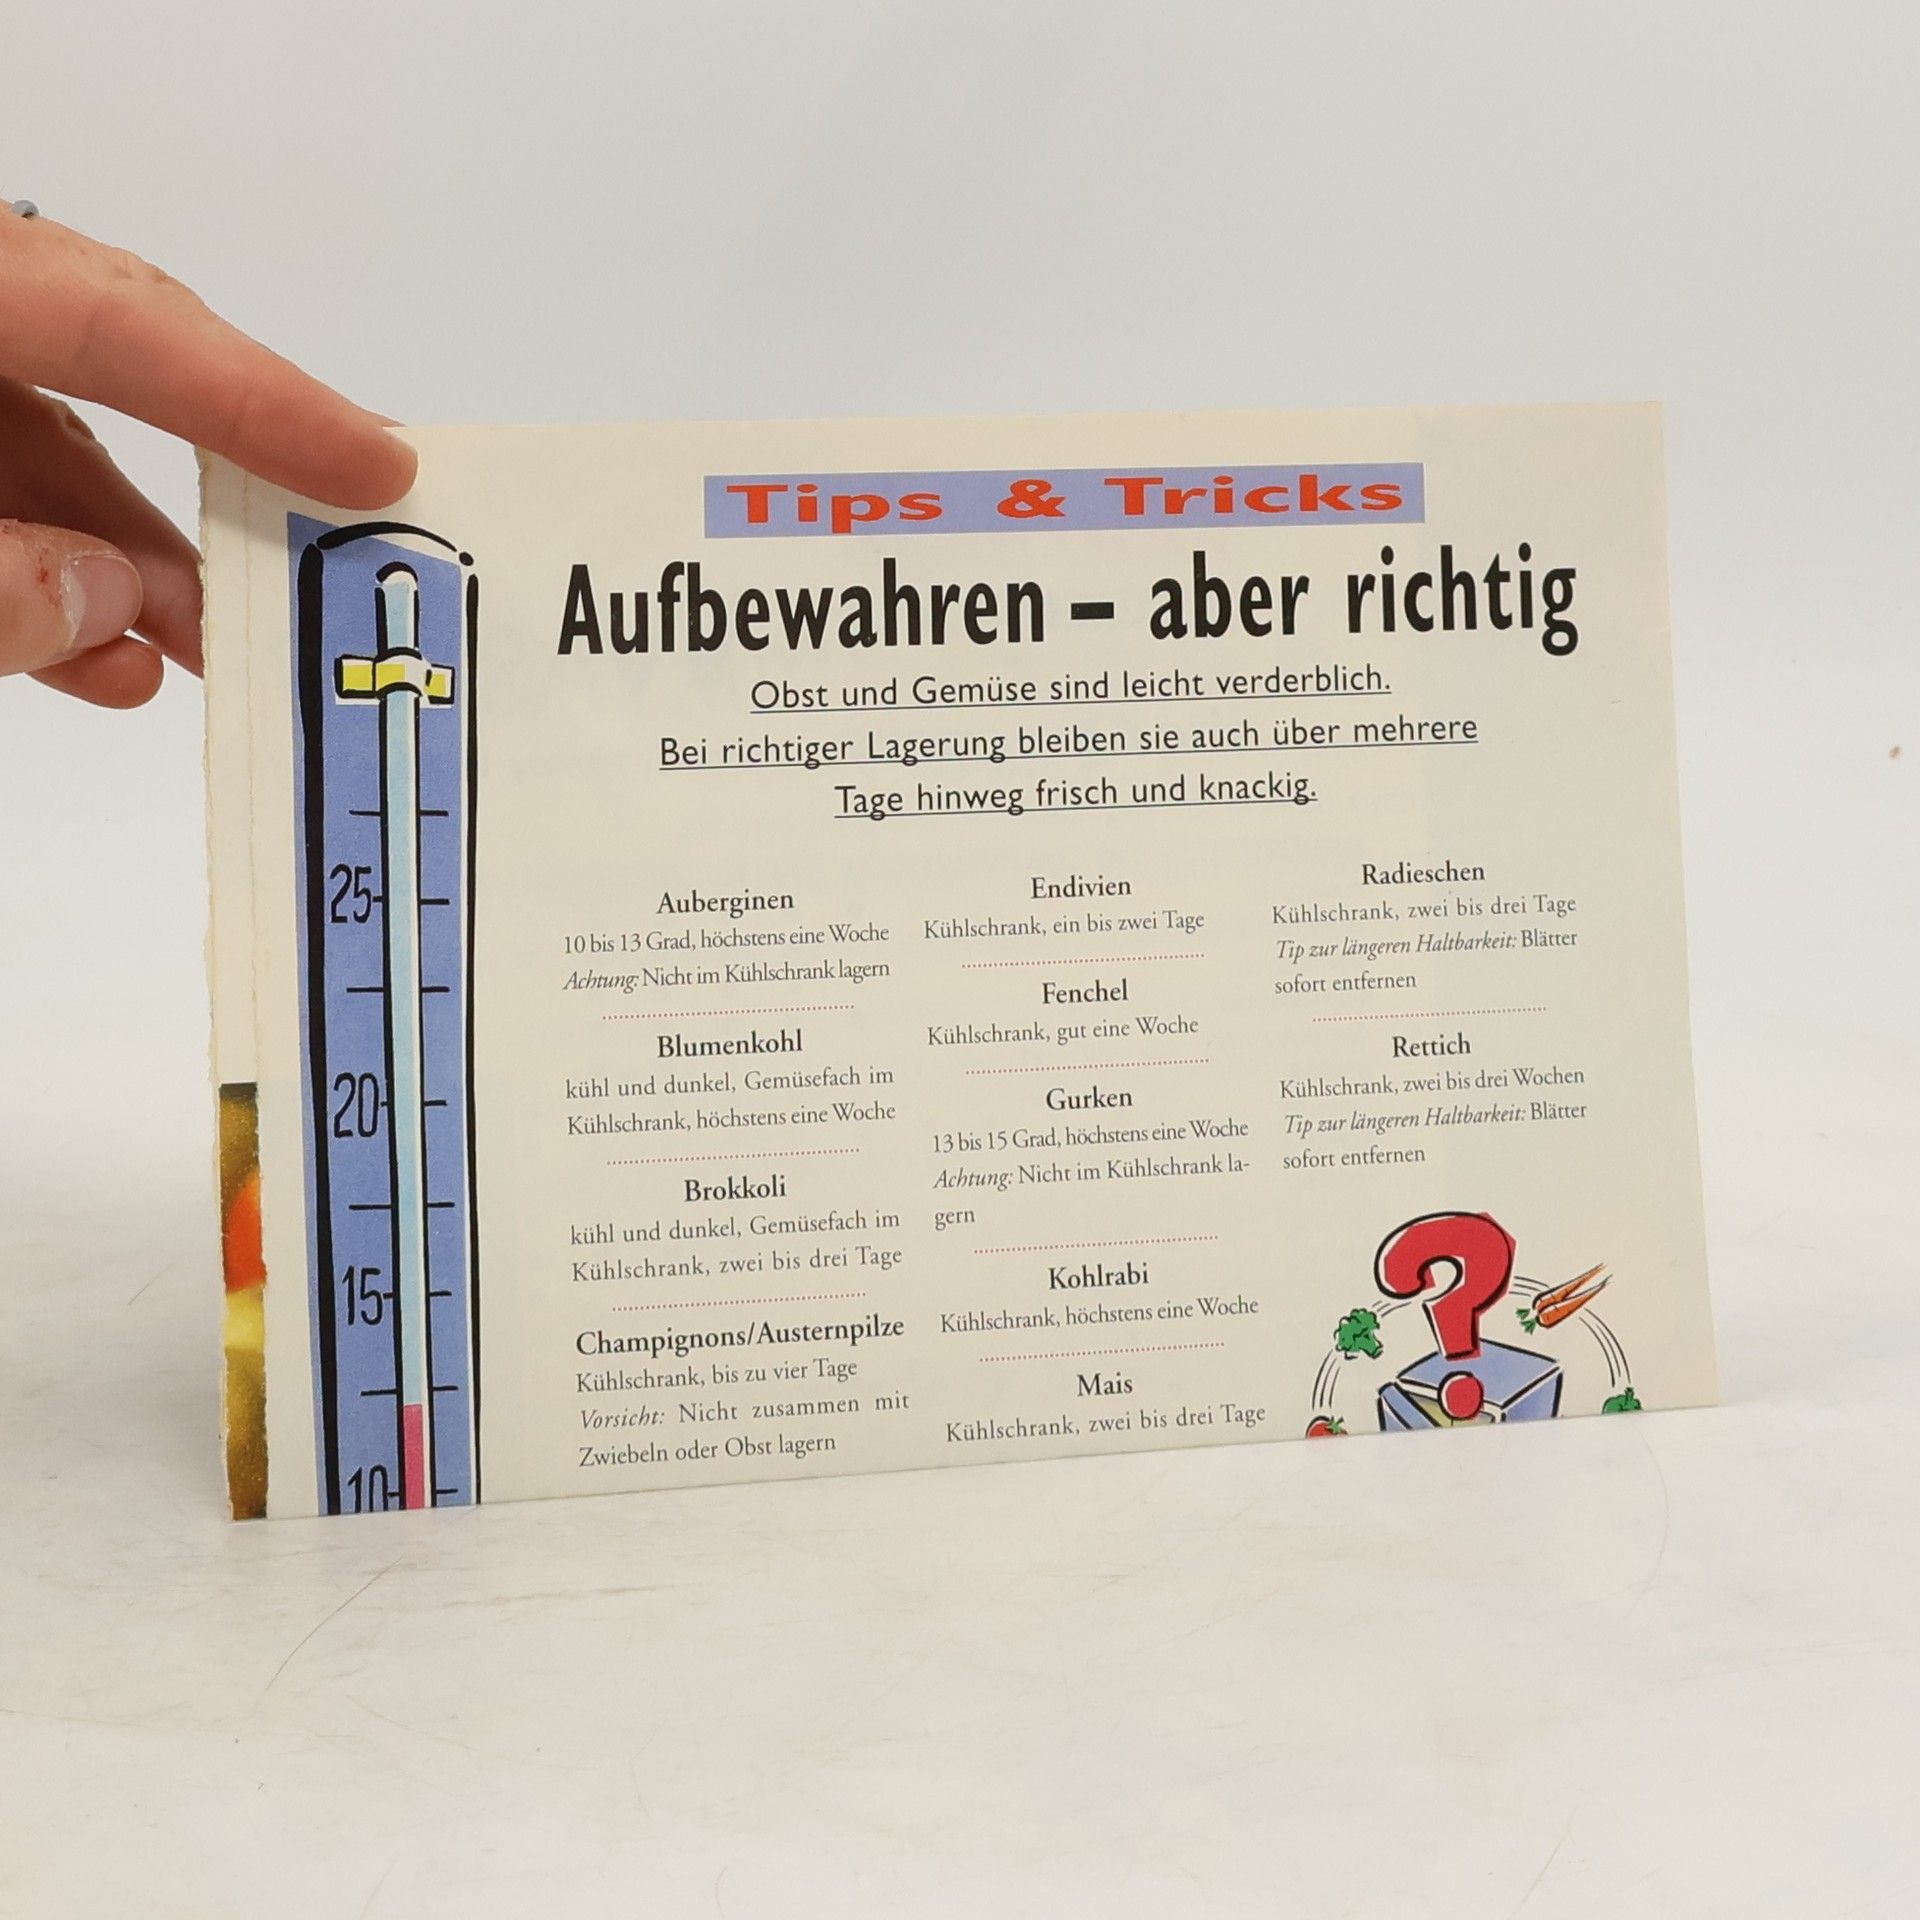 Tips & Tricks
Aufbewahren – aber richtig
Obst und Gemüse sind leicht verderblich.
Bei richtiger Lagerung bleiben sie auch über mehrere
Tage hinweg frisch und knackig.
25
20
15
10
Auberginen
10 bis 13 Grad, höchstens eine Woche
Achtung: Nicht im Kühlschrank lagern
Blumenkohl
kühl und dunkel, Gemüsefach im
Kühlschrank, höchstens eine Woche
Brokkoli
kühl und dunkel, Gemüsefach im
Kühlschrank, zwei bis drei Tage
Champignons/Austernpilze
Kühlschrank, bis zu vier Tage
Vorsicht: Nicht zusammen mit
Zwiebeln oder Obst lagern
Endivien
Kühlschrank, ein bis zwei Tage
Fenchel
Kühlschrank, gut eine Woche
Gurken
13 bis 15 Grad, höchstens eine Woche
Achtung: Nicht im Kühlschrank la-
gern
Kohlrabi
Kühlschrank, höchstens eine Woche
Mais
Kühlschrank, zwei bis drei Tage
Radieschen
Kühlschrank, zwei bis drei Tage
Tip zur längeren Haltbarkeit: Blätter
sofort entfernen
Rettich
Kühlschrank, zwei bis drei Wochen
Tip zur längeren Haltbarkeit: Blätter
sofort entfernen
?